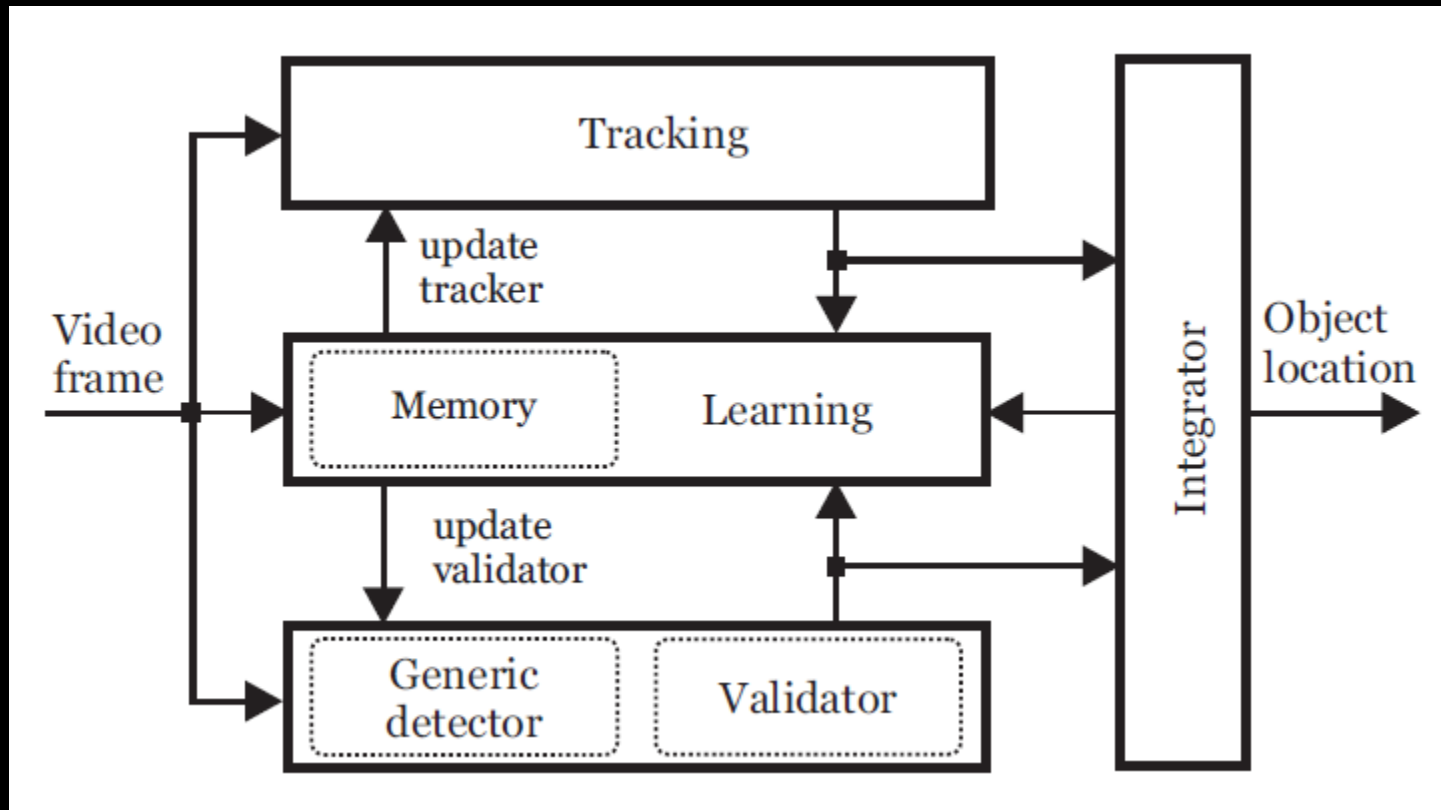 Tracking
update
tracker
Video
frame
Memory
Learning
Integrator
Object
location
update
validator
Generic
detector
Validator